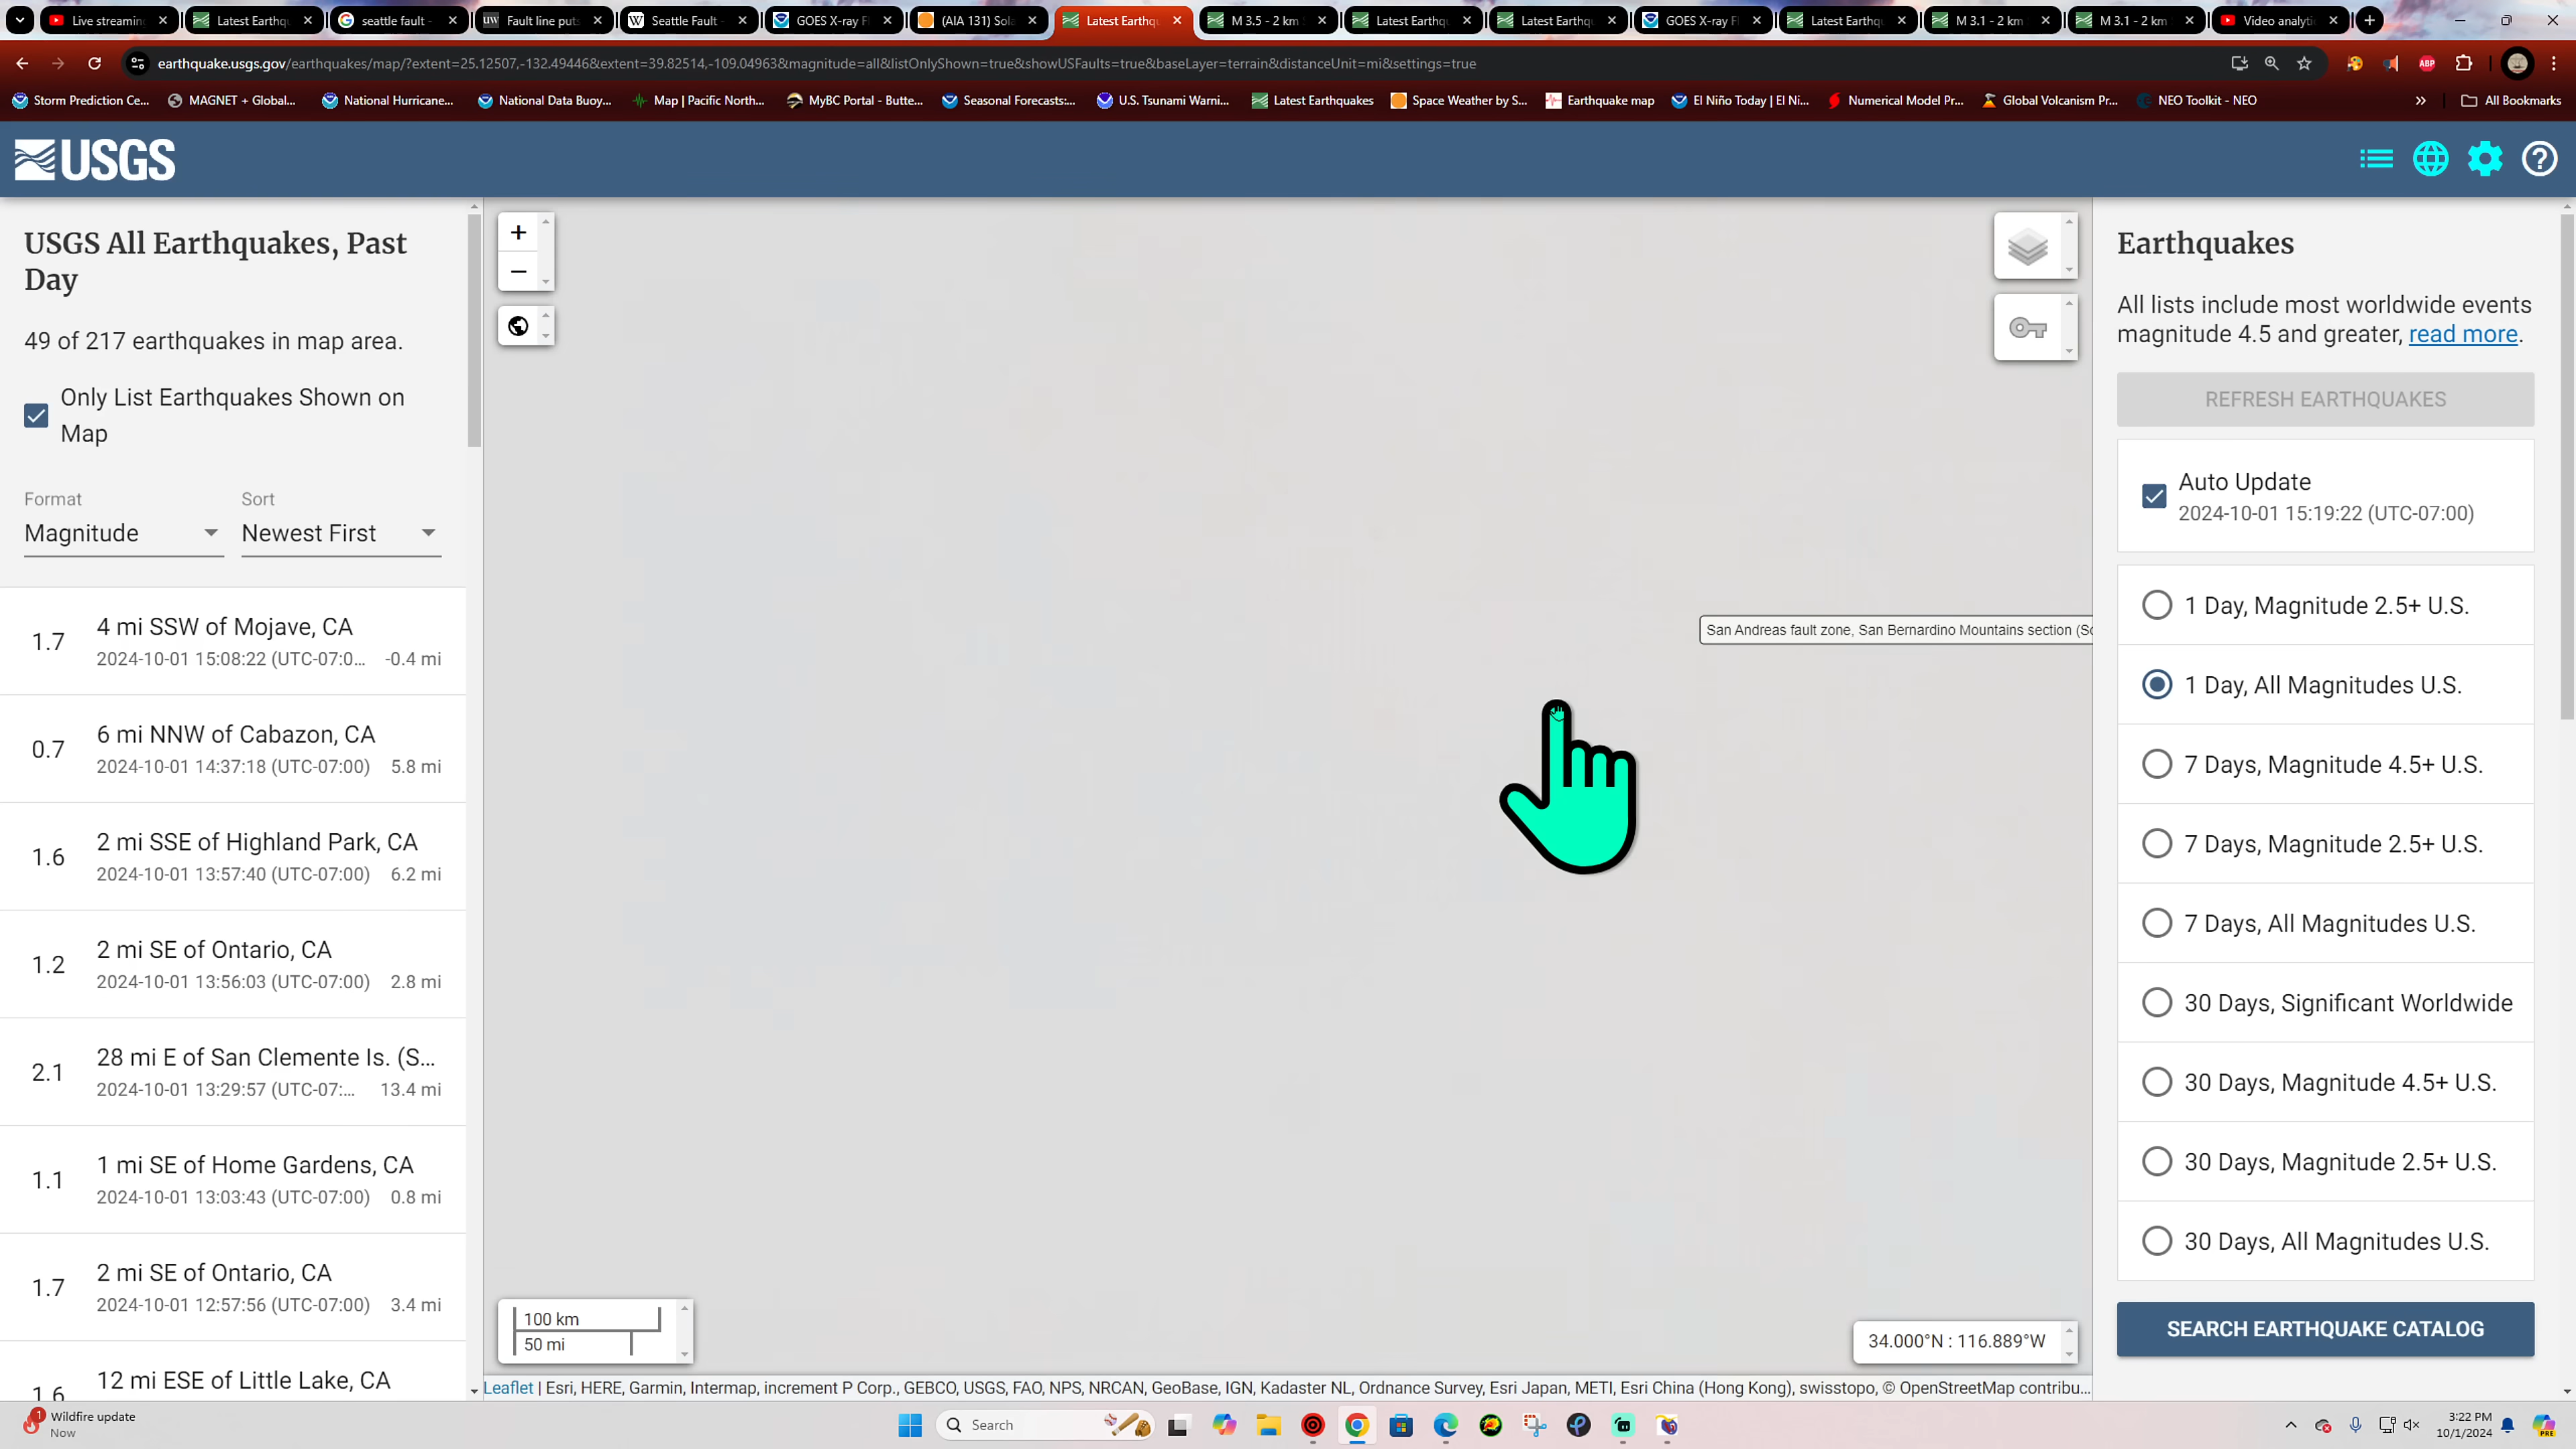 Live streamin
Latest Earthqu
seattle fault -
Fault line puts
Seattle Fault -
GOES X-ray Fl
(AIA 131) Sola
Latest Earthqu
M 3.5 - 2 km
Latest Earthqu
Latest Earthqu
GOES X-ray Fl
Latest Earthqu
M 3.1 - 2 km
M 3.1 - 2 km
Video analyti
earthquake.usgs.gov/earthquakes/map/?extent=25.12507,-132.49446&extent=39.82514,-109.04963&magnitude=all&listOnlyShown=true&showUSFaults=true&baseLayer=terrain&distanceUnit=mi&settings=true
ABP
Storm Prediction Ce...
MAGNET + Global...
National Hurricane...
National Data Buoy...
Map | Pacific North...
MyBC Portal - Butte...
Seasonal Forecasts:...
U.S. Tsunami Warni...
Latest Earthquakes
Space Weather by S...
Earthquake map
El Niño Today | El Ni...
Numerical Model Pr...
Global Volcanism Pr...
NEO Toolkit - NEO
All Bookmarks
USGS
USGS All Earthquakes, Past
Day
49 of 217 earthquakes in map area.
Only List Earthquakes Shown on
Map
Format
Sort
Magnitude
Newest First
1.7
4 mi SSW of Mojave, CA
2024-10-01 15:08:22 (UTC-07:0... -0.4 mi
0.7
6 mi NNW of Cabazon, CA
2024-10-01 14:37:18 (UTC-07:00) 5.8 mi
1.6
2 mi SSE of Highland Park, CA
2024-10-01 13:57:40 (UTC-07:00) 6.2 mi
1.2
2 mi SE of Ontario, CA
2024-10-01 13:56:03 (UTC-07:00) 2.8 mi
2.1
28 mi E of San Clemente Is. (S...
2024-10-01 13:29:57 (UTC-07:... 13.4 mi
1.1
1 mi SE of Home Gardens, CA
2024-10-01 13:03:43 (UTC-07:00) 0.8 mi
1.7
2 mi SE of Ontario, CA
2024-10-01 12:57:56 (UTC-07:00) 3.4 mi
1.6
12 mi ESE of Little Lake, CA
+
−
San Andreas fault zone, San Bernardino Mountains section (So
100 km
50 mi
34.000°N : 116.889°W
Leaflet | Esri, HERE, Garmin, Intermap, increment P Corp., GEBCO, USGS, FAO, NPS, NRCAN, GeoBase, IGN, Kadaster NL, Ordnance Survey, Esri Japan, METI, Esri China (Hong Kong), swisstopo, © OpenStreetMap contribu...
Earthquakes
All lists include most worldwide events
magnitude 4.5 and greater, read more.
REFRESH EARTHQUAKES
Auto Update
2024-10-01 15:19:22 (UTC-07:00)
1 Day, Magnitude 2.5+ U.S.
1 Day, All Magnitudes U.S.
7 Days, Magnitude 4.5+ U.S.
7 Days, Magnitude 2.5+ U.S.
7 Days, All Magnitudes U.S.
30 Days, Significant Worldwide
30 Days, Magnitude 4.5+ U.S.
30 Days, Magnitude 2.5+ U.S.
30 Days, All Magnitudes U.S.
SEARCH EARTHQUAKE CATALOG
1
Wildfire update
Now
Search
3:22 PM
10/1/2024
PRE